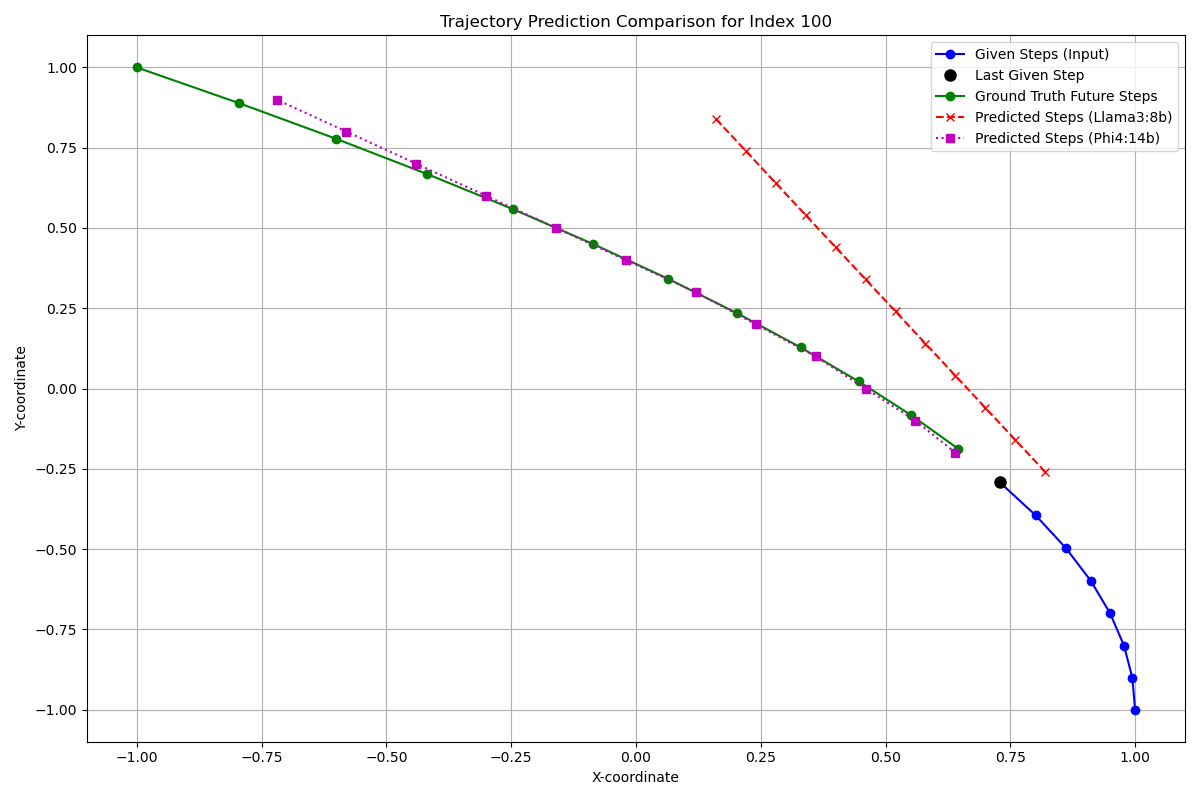 Trajectory Prediction Comparison for Index 100
Given Steps (Input)
Last Given Step
Ground Truth Future Steps
Predicted Steps (Llama3:8b)
Predicted Steps (Phi4:14b)
Y-coordinate
1.00
0.75
0.50
0.25
0.00
−0.25
−0.50
−0.75
−1.00
−1.00 −0.75 −0.50 −0.25 0.00 0.25 0.50 0.75 1.00
X-coordinate